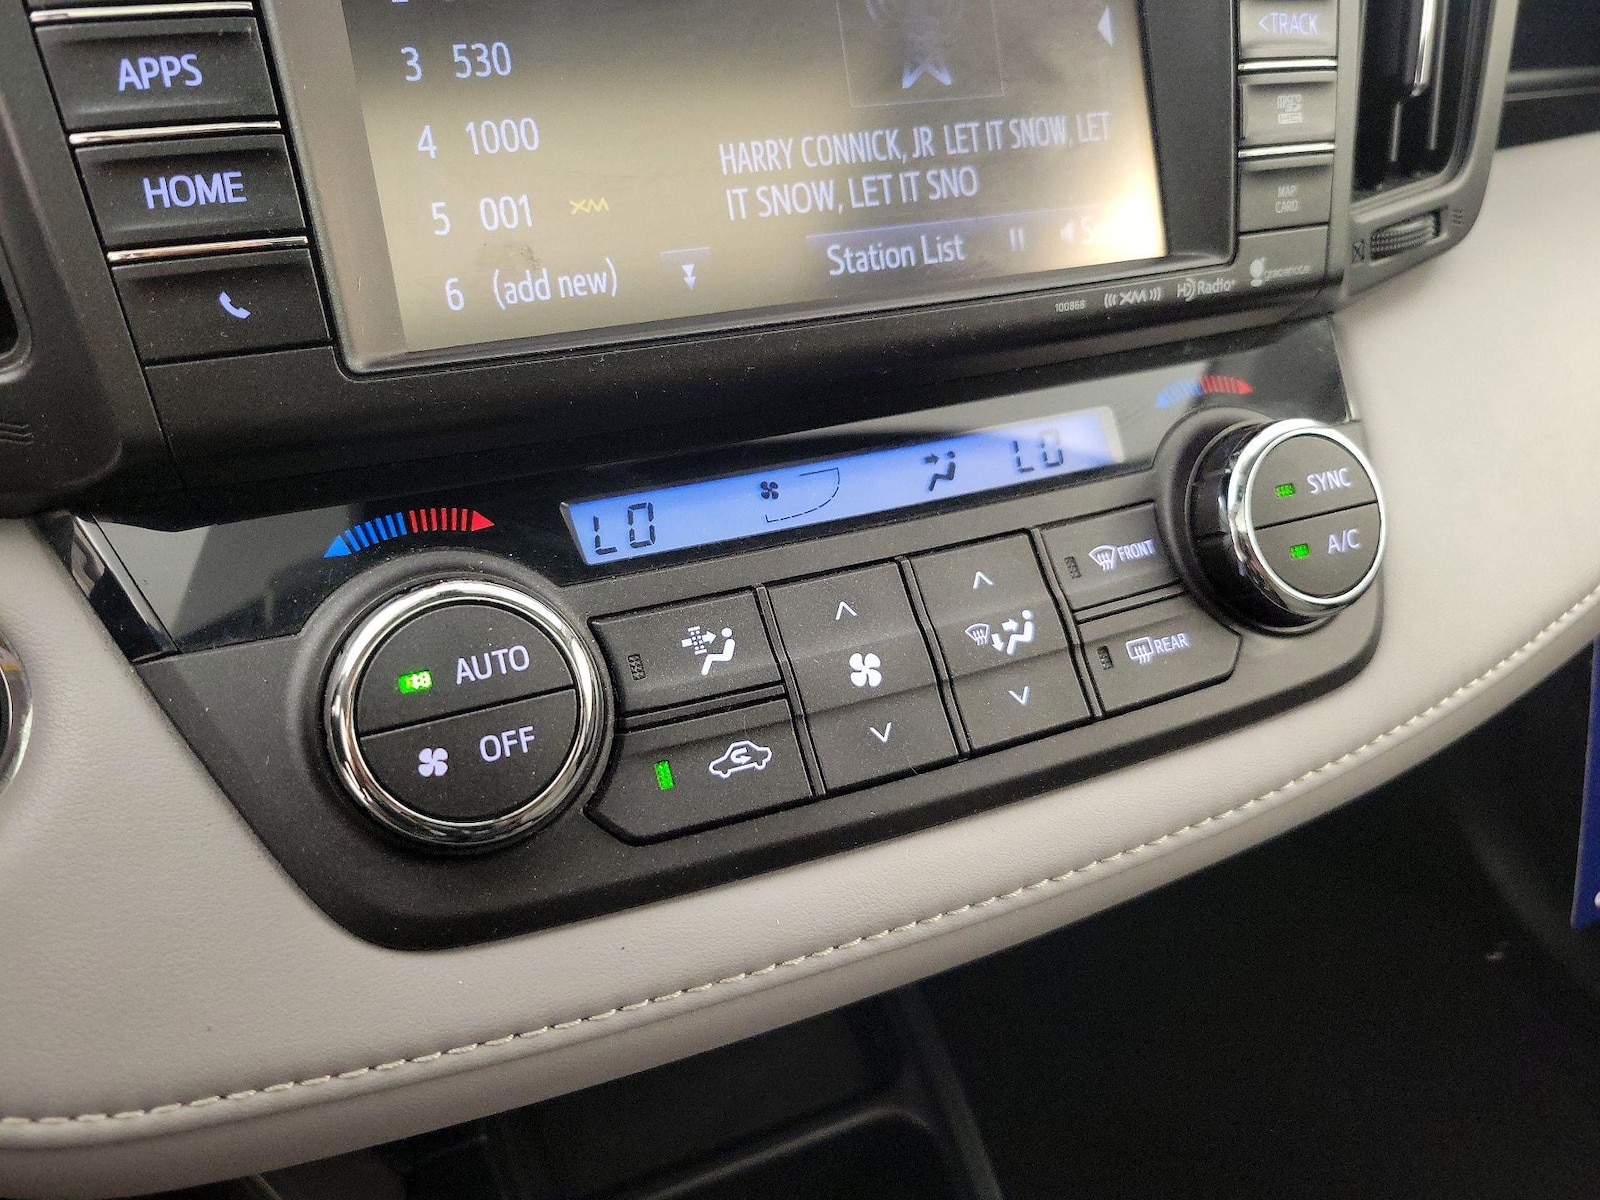 APPS
HOME
3 530
4 1000
5 001 XM
6 (add new)
HARRY CONNICK, JR LET IT SNOW, LET
IT SNOW, LET IT SNO
Station List
<TRACK
micro
MAP
CARD
100868
((XM))
HD Radio
gracenote
LO
LO
AUTO
OFF
FRONT
REAR
SYNC
A/C